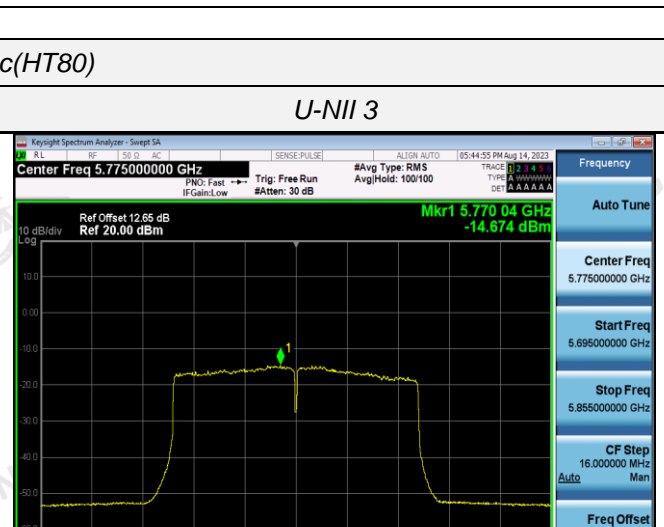 c(HT80)
U-NII 3
Keysight Spectrum Analyzer - Swept SA
RL RF 50 Ω AC SENSE:PULSE ALIGN AUTO 05:44:55 PM Aug 14, 2023
Center Freq 5.775000000 GHz
PNO: Fast
IFGain:Low
Trig: Free Run
#Atten: 30 dB
#Avg Type: RMS
Avg|Hold: 100/100
TRACE 1 2 3 4 5 6
TYPE A WWWWW
DET A A A A A A
Frequency
Ref Offset 12.65 dB
10 dB/div Ref 20.00 dBm
Log
Mkr1 5.770 04 GHz
-14.674 dBm
10.0
0.00
-10.0
-20.0
-30.0
-40.0
-50.0
1
Auto Tune
Center Freq
5.775000000 GHz
Start Freq
5.695000000 GHz
Stop Freq
5.855000000 GHz
CF Step
16.000000 MHz
Auto Man
Freq Offset